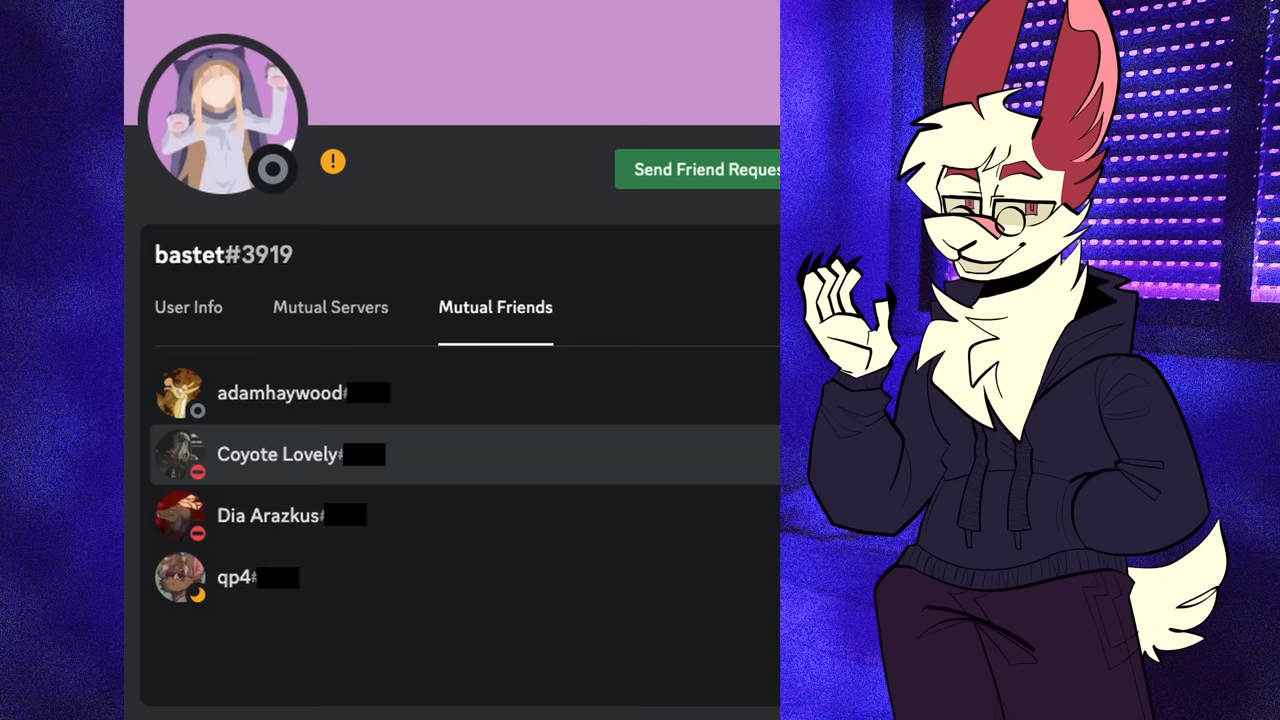 Send Friend Reques
bastet#3919
User Info Mutual Servers Mutual Friends
adamhaywood#
Coyote Lovely#
Dia Arazkus#
qp4#